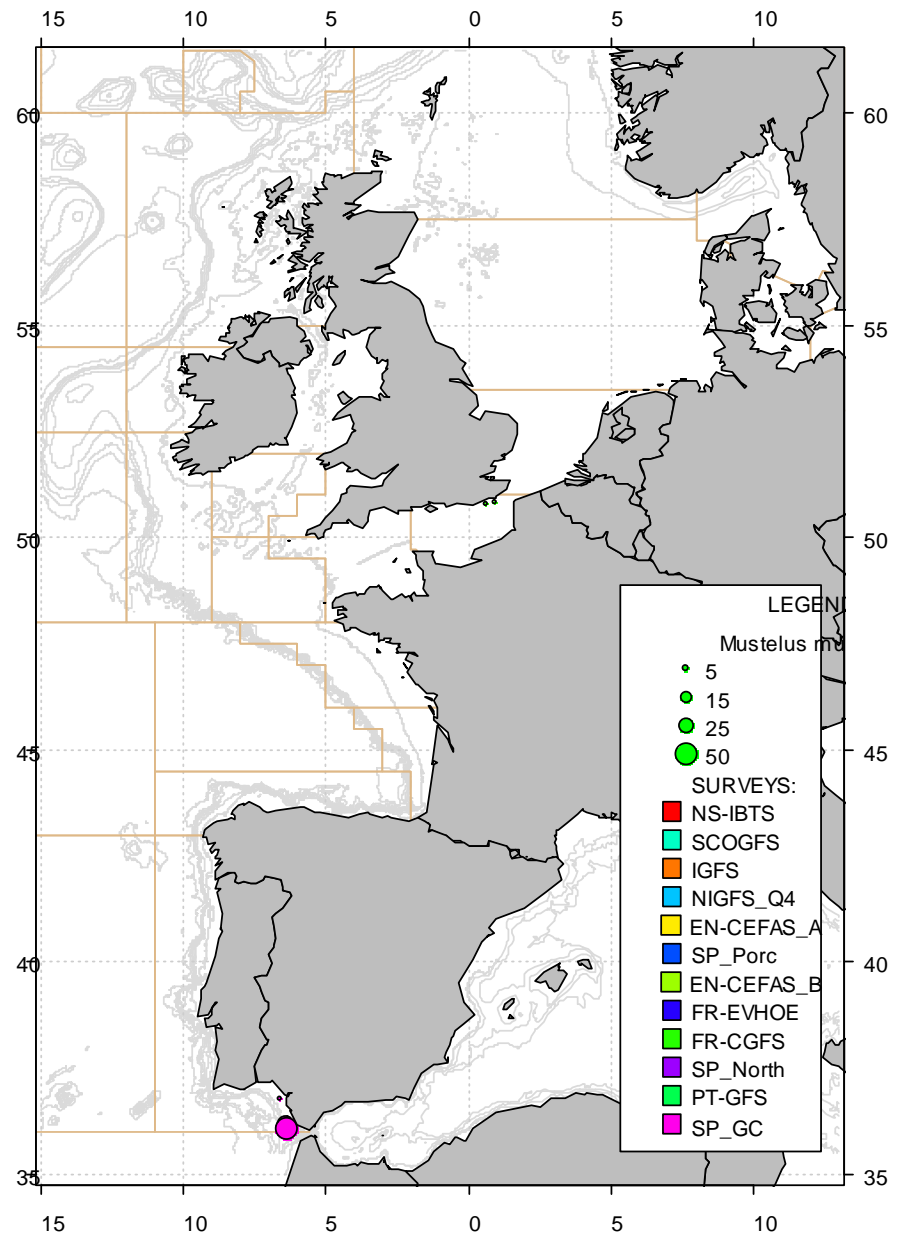 15 10 5 0 5 10
60 60
55 55
50 50
LEGEN
Mustelus mu
5
15
25
50
45 45
SURVEYS:
NS-IBTS
SCOGFS
IGFS
NIGFS_Q4
EN-CEFAS_A
SP_Porc
40 40
EN-CEFAS_B
FR-EVHOE
FR-CGFS
SP_North
PT-GFS
SP_GC
35 35
15 10 5 0 5 10